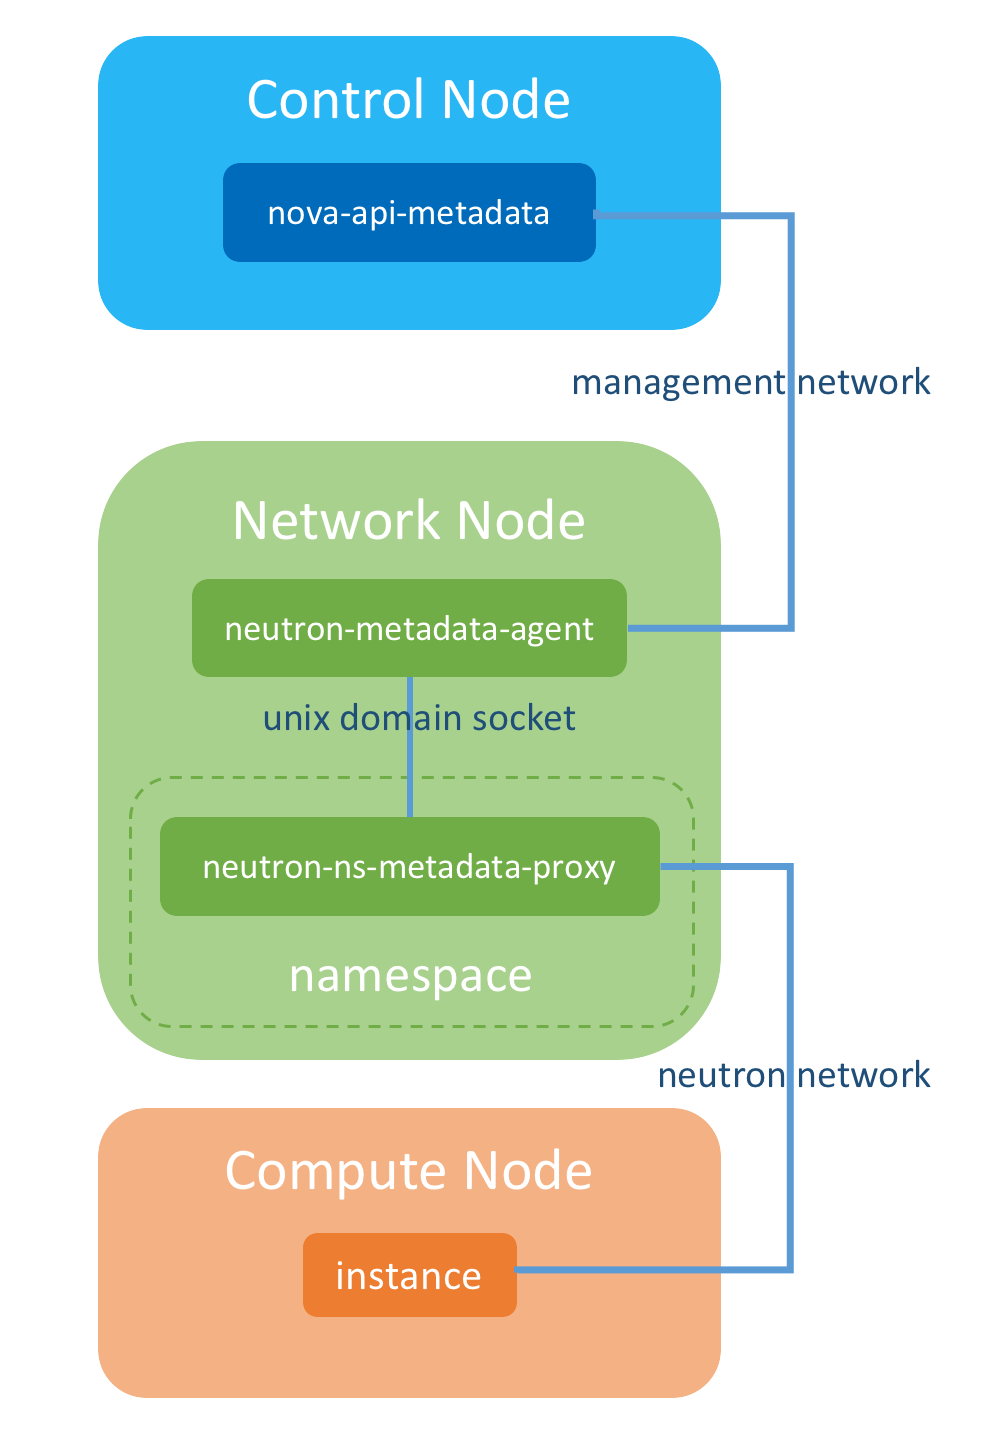 Control Node
nova-api-metadata
management network
Network Node
neutron-metadata-agent
unix domain socket
neutron-ns-metadata-proxy
namespace
neutron network
Compute Node
instance